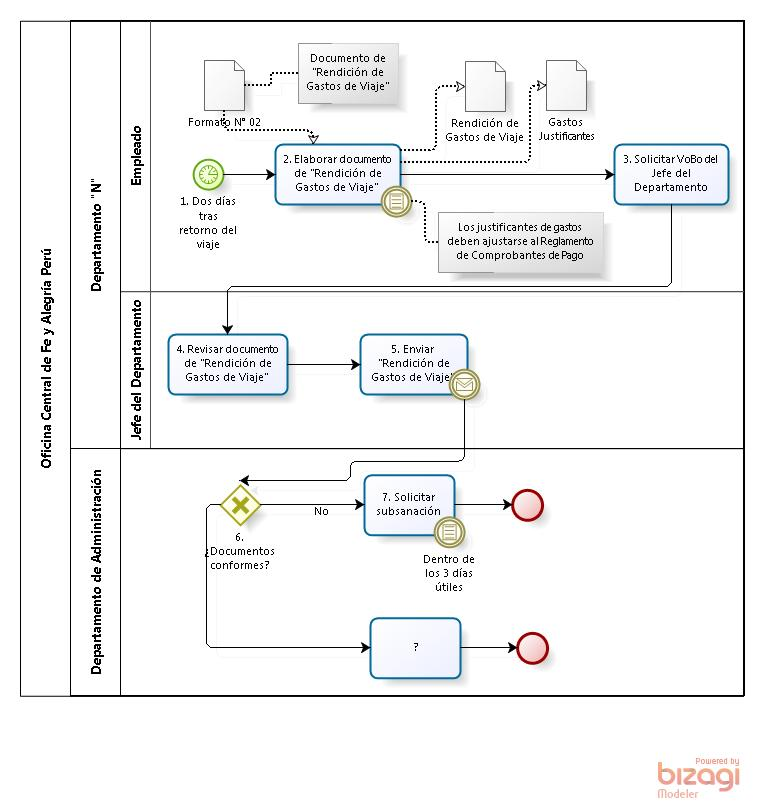 Oficina Central de Fe y Alegría Perú
Departamento "N"
Empleado
Formato N° 02
Documento de
"Rendición de
Gastos de Viaje"
Rendición de
Gastos de Viaje
Gastos
Justificantes
1. Dos días
tras
retorno del
viaje
2. Elaborar documento
de "Rendición de
Gastos de Viaje"
3. Solicitar VoBo del
Jefe del
Departamento
Los justificantes de gastos
deben ajustarse al Reglamento
de Comprobantes de Pago
Jefe del Departamento
4. Revisar documento
de "Rendición de
Gastos de Viaje"
5. Enviar
"Rendición de
Gastos de Viaje"
Departamento de Administración
6.
¿Documentos
conformes?
No
7. Solicitar
subsanación
Dentro de
los 3 días
útiles
?
Powered by
bizagi
Modeler